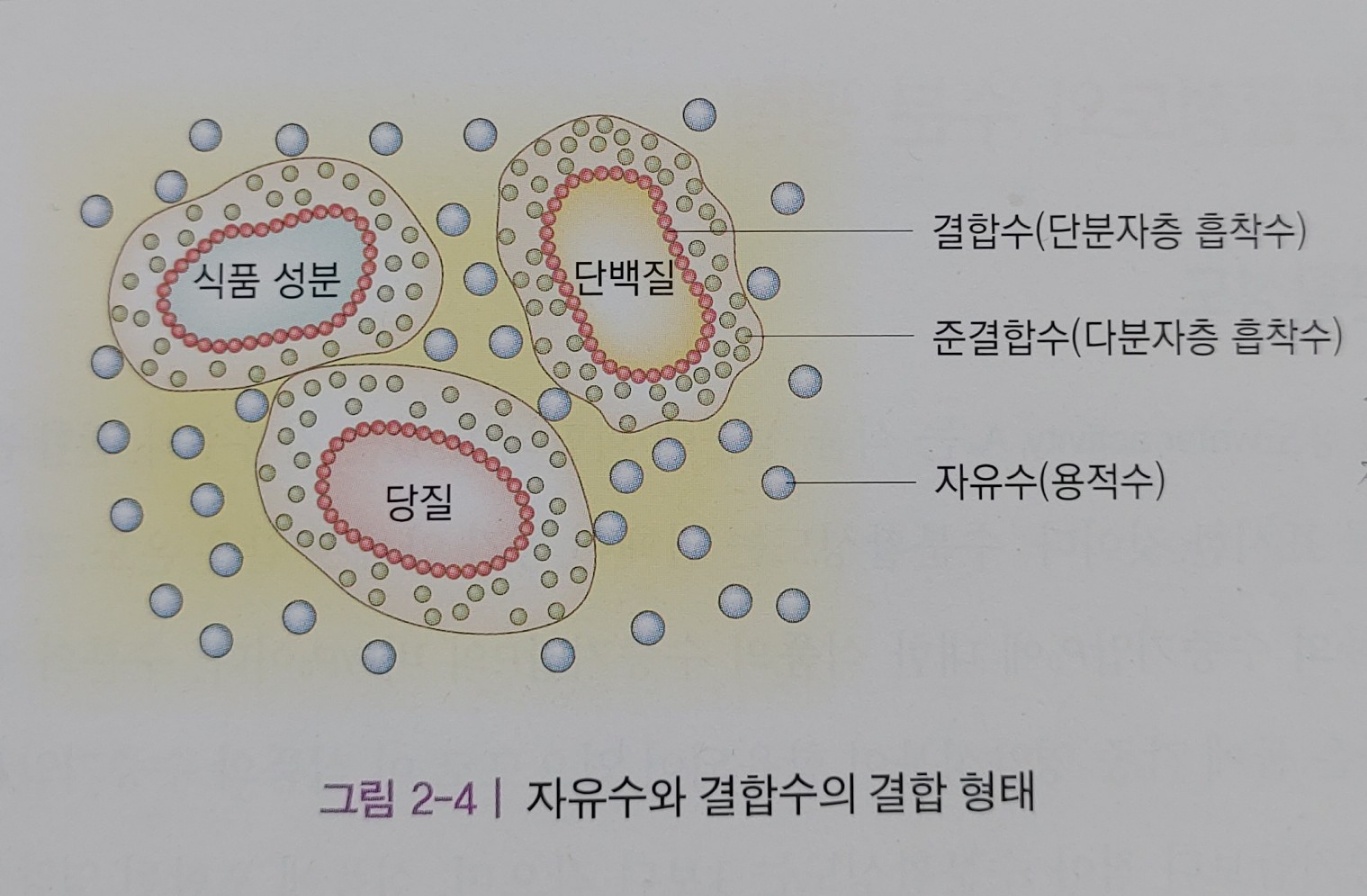 식품 성분
단백질
당질
결합수(단분자층 흡착수)
준결합수(다분자층 흡착수)
자유수(용적수)
그림 2-4 | 자유수와 결합수의 결합 형태